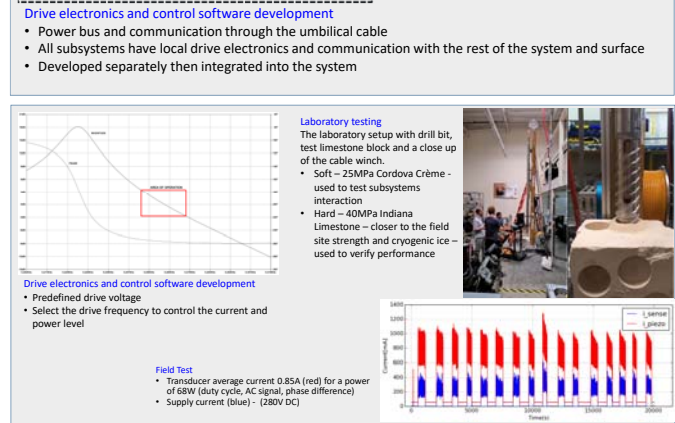 Drive electronics and control software development
• Power bus and communication through the umbilical cable
• All subsystems have local drive electronics and communication with the rest of the system and surface
• Developed separately then integrated into the system
AREA OF OPERATION
Drive electronics and control software development
• Predefined drive voltage
• Select the drive frequency to control the current and
power level
Laboratory testing
The laboratory setup with drill bit,
test limestone block and a close up
of the cable winch.
• Soft – 25MPa Cordova Crème -
used to test subsystems
interaction
• Hard – 40MPa Indiana
Limestone – closer to the field
site strength and cryogenic ice –
used to verify performance
Field Test
• Transducer average current 0.85A (red) for a power
of 68W (duty cycle, AC signal, phase difference)
• Supply current (blue) - (280V DC)
1400
1200
1000
800
600
400
200
0
Current(mA)
i_sense
i_piezo
0
5000
10000
15000
20000
Time(s)